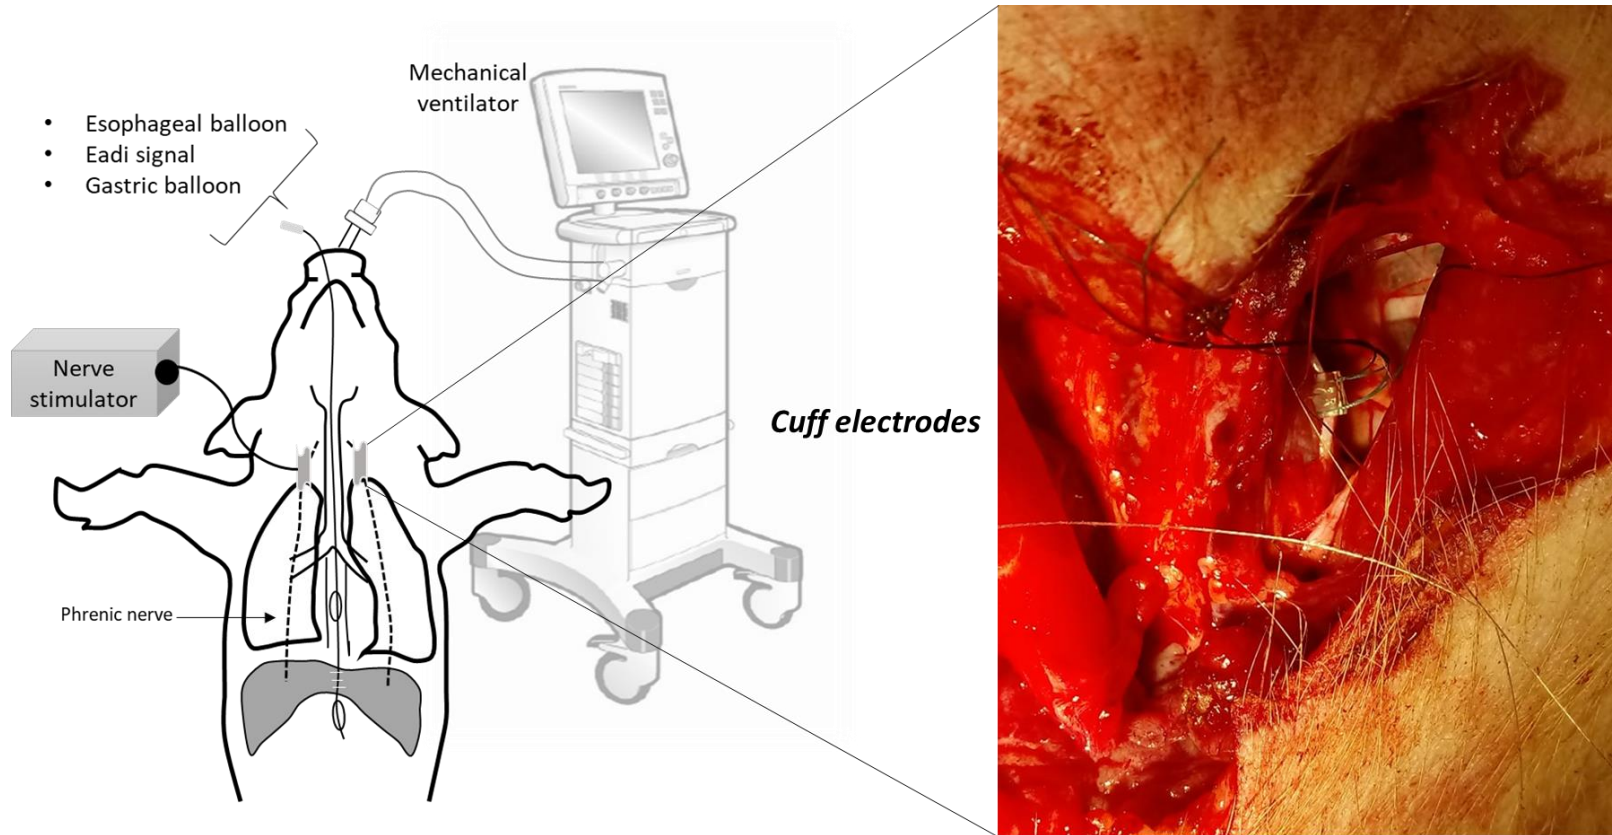 Mechanical
ventilator
• Esophageal balloon
• Eadi signal
• Gastric balloon
Nerve
stimulator
Cuff electrodes
Phrenic nerve